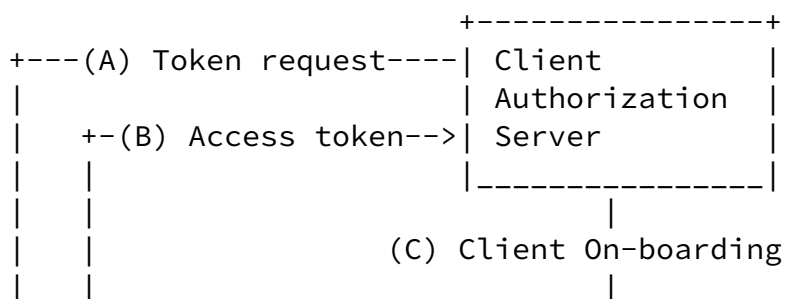 +----------------+
+---(A) Token request----| Client         |
|                        | Authorization  |
|    +-(B) Access token-->| Server         |
|    |                   |________________|
|    |                            |
|    |              (C) Client On-boarding
|    |                            |